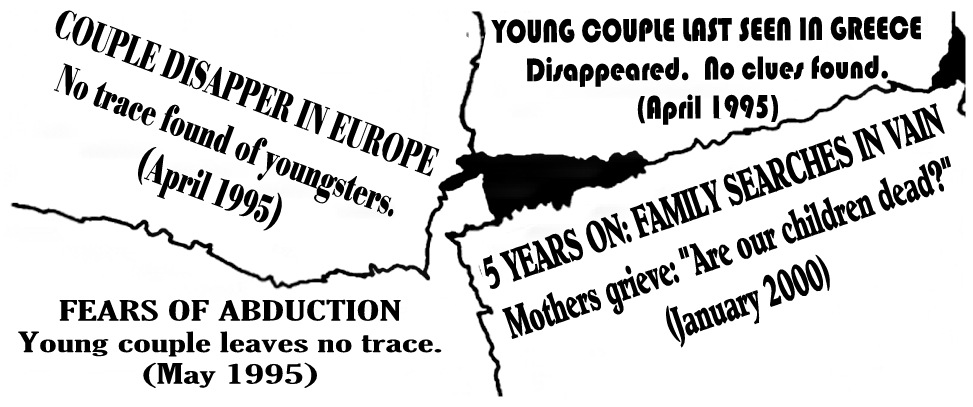 COUPLE DISAPPER IN EUROPE
No trace found of youngsters.
(April 1995)
YOUNG COUPLE LAST SEEN IN GREECE
Disappeared. No clues found.
(April 1995)
FEARS OF ABDUCTION
Young couple leaves no trace.
(May 1995)
5 YEARS ON: FAMILY SEARCHES IN VAIN
Mothers grieve: "Are our children dead?"
(January 2000)